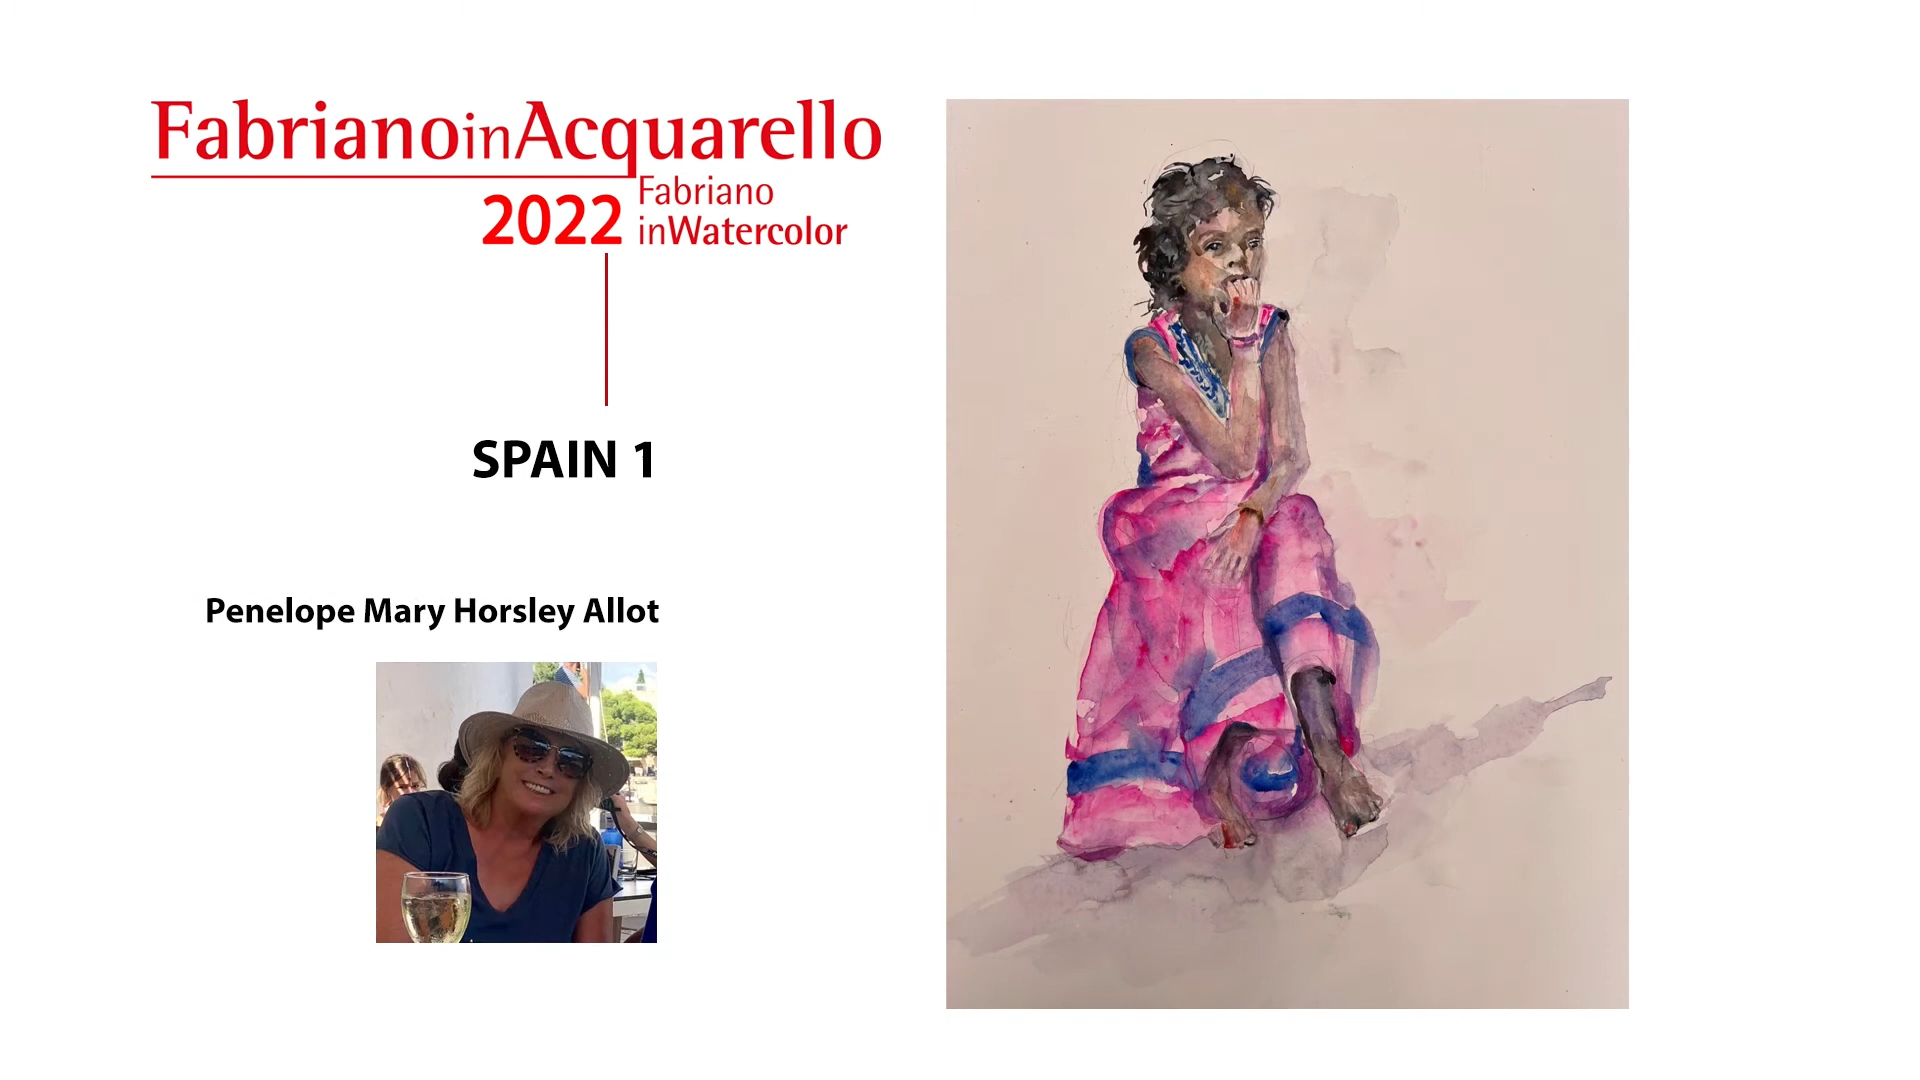 FabrianoinAcquarello
2022 Fabriano
inWatercolor
SPAIN 1
Penelope Mary Horsley Allot